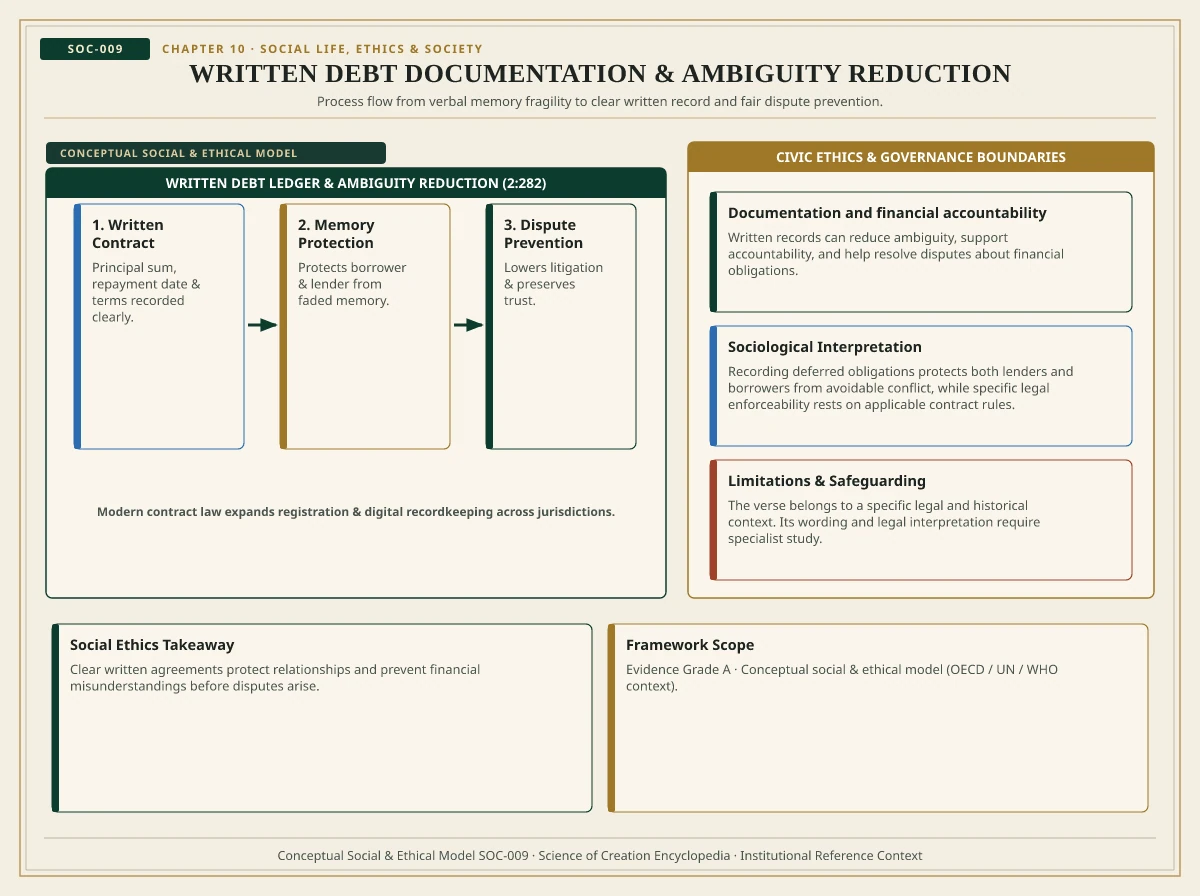 SOC-009
CHAPTER 10 · SOCIAL LIFE, ETHICS & SOCIETY
WRITTEN DEBT DOCUMENTATION & AMBIGUITY REDUCTION
Process flow from verbal memory fragility to clear written record and fair dispute prevention.
CONCEPTUAL SOCIAL & ETHICAL MODEL
WRITTEN DEBT LEDGER & AMBIGUITY REDUCTION (2:282)
1. Written
Contract
Principal sum,
repayment date &
terms recorded
clearly.
2. Memory
Protection
Protects borrower
& lender from
faded memory.
3. Dispute
Prevention
Lowers litigation
& preserves
trust.
Modern contract law expands registration & digital recordkeeping across jurisdictions.
CIVIC ETHICS & GOVERNANCE BOUNDARIES
Documentation and financial accountability
Written records can reduce ambiguity, support
accountability, and help resolve disputes about financial
obligations.
Sociological Interpretation
Recording deferred obligations protects both lenders and
borrowers from avoidable conflict, while specific legal
enforceability rests on applicable contract rules.
Limitations & Safeguarding
The verse belongs to a specific legal and historical
context. Its wording and legal interpretation require
specialist study.
Social Ethics Takeaway
Clear written agreements protect relationships and prevent financial
misunderstandings before disputes arise.
Framework Scope
Evidence Grade A · Conceptual social & ethical model (OECD / UN / WHO
context).
Conceptual Social & Ethical Model SOC-009 · Science of Creation Encyclopedia · Institutional Reference Context